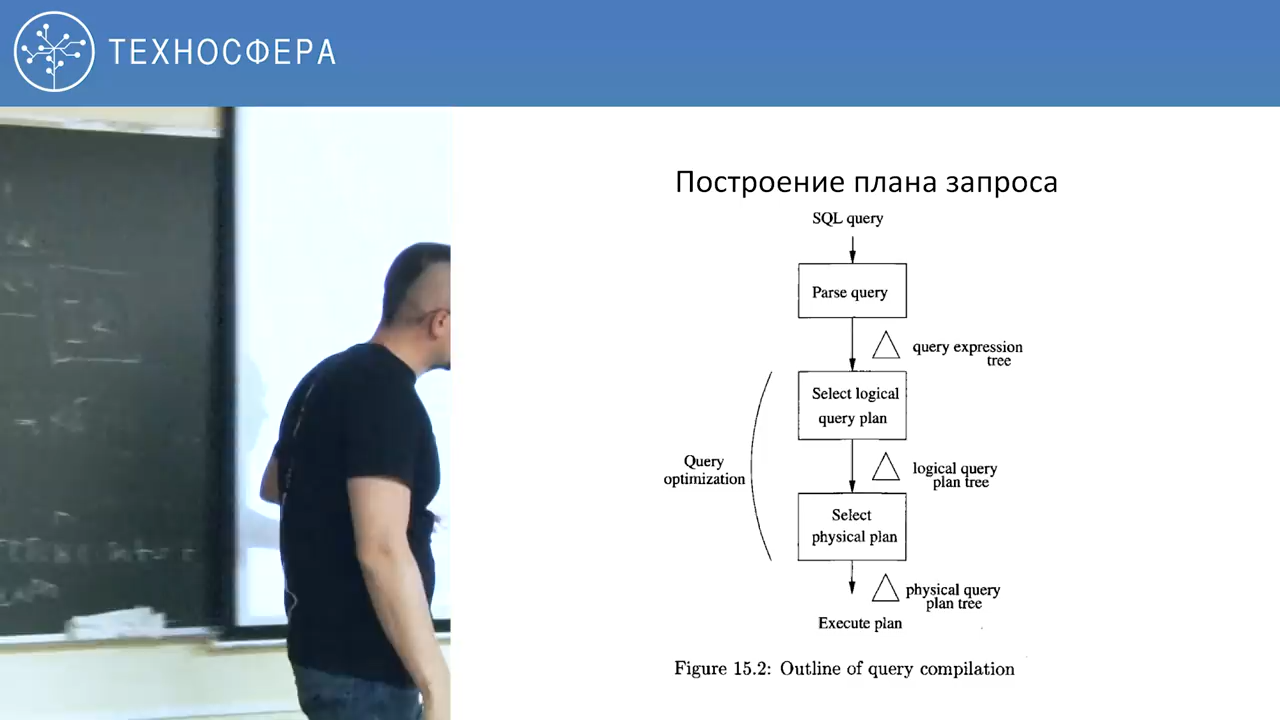 ТЕХНОСФЕРА
Построение плана запроса
SQL query
Parse query
query expression
tree
Select logical
query plan
Query
optimization
logical query
plan tree
Select
physical plan
physical query
plan tree
Execute plan
Figure 15.2: Outline of query compilation